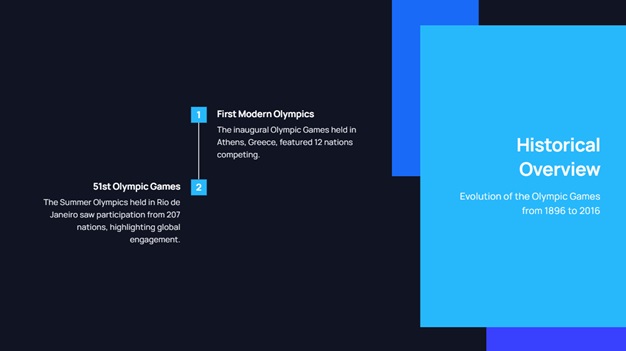 1
First Modern Olympics
The inaugural Olympic Games held in
Athens, Greece, featured 12 nations
competing.
51st Olympic Games
2
The Summer Olympics held in Rio de
Janeiro saw participation from 207
nations, highlighting global
engagement.
Historical
Overview
Evolution of the Olympic Games
from 1896 to 2016